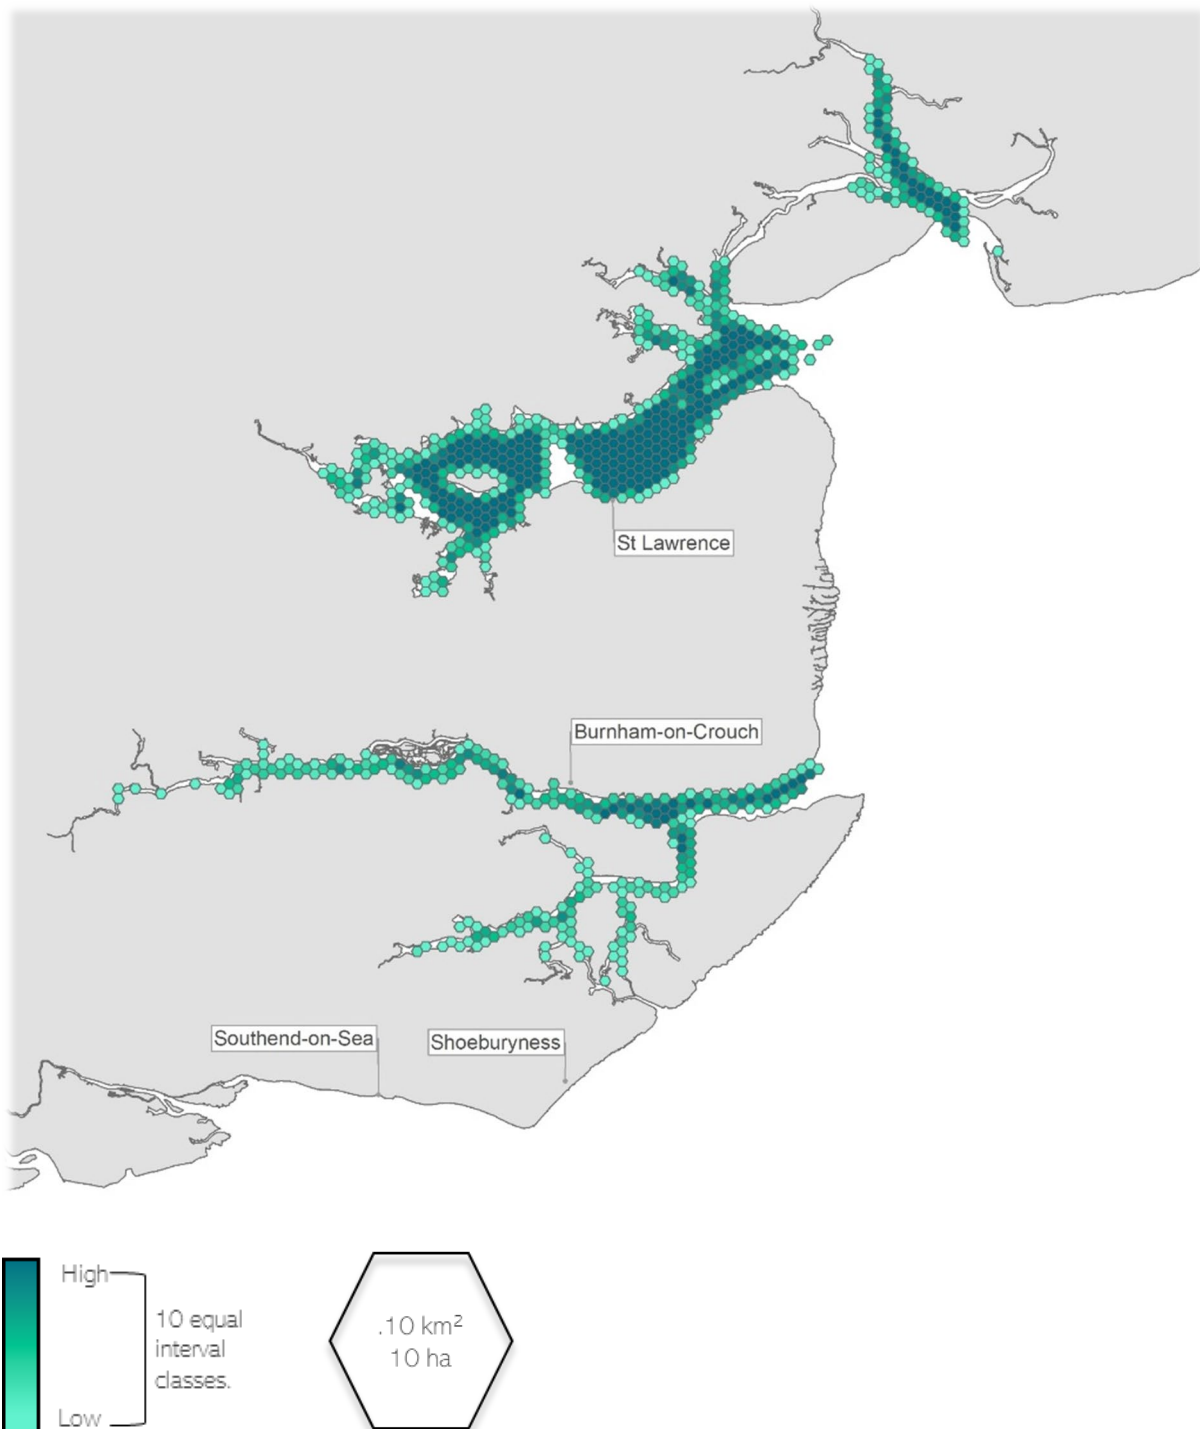 St Lawrence
Burnham-on-Crouch
Southend-on-Sea
Shoeburyness
High
10 equal
interval
classes.
Low
.10 km²
10 ha